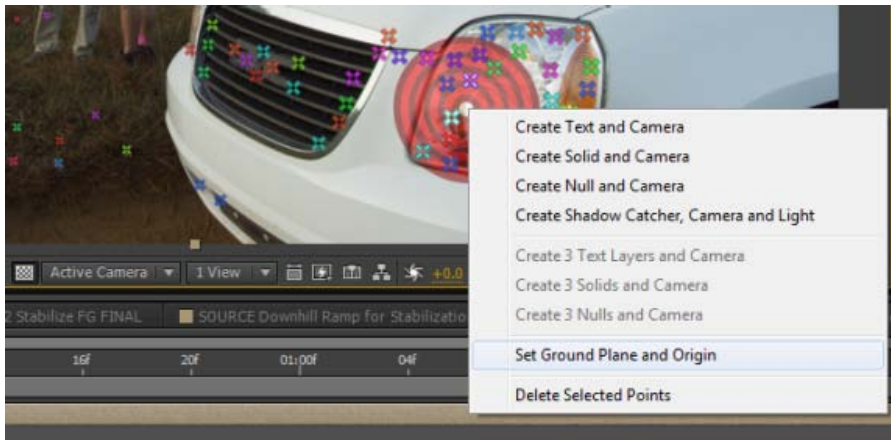 Create Text and Camera
Create Solid and Camera
Create Null and Camera
Create Shadow Catcher, Camera and Light
Create 3 Text Layers and Camera
Create 3 Solids and Camera
Create 3 Nulls and Camera
Set Ground Plane and Origin
Delete Selected Points
Active Camera
1 View
+0.0
2 Stabilize FG FINAL
SOURCE Downhill Ramp for Stabilizatio
16f
20f
01:00f
04f